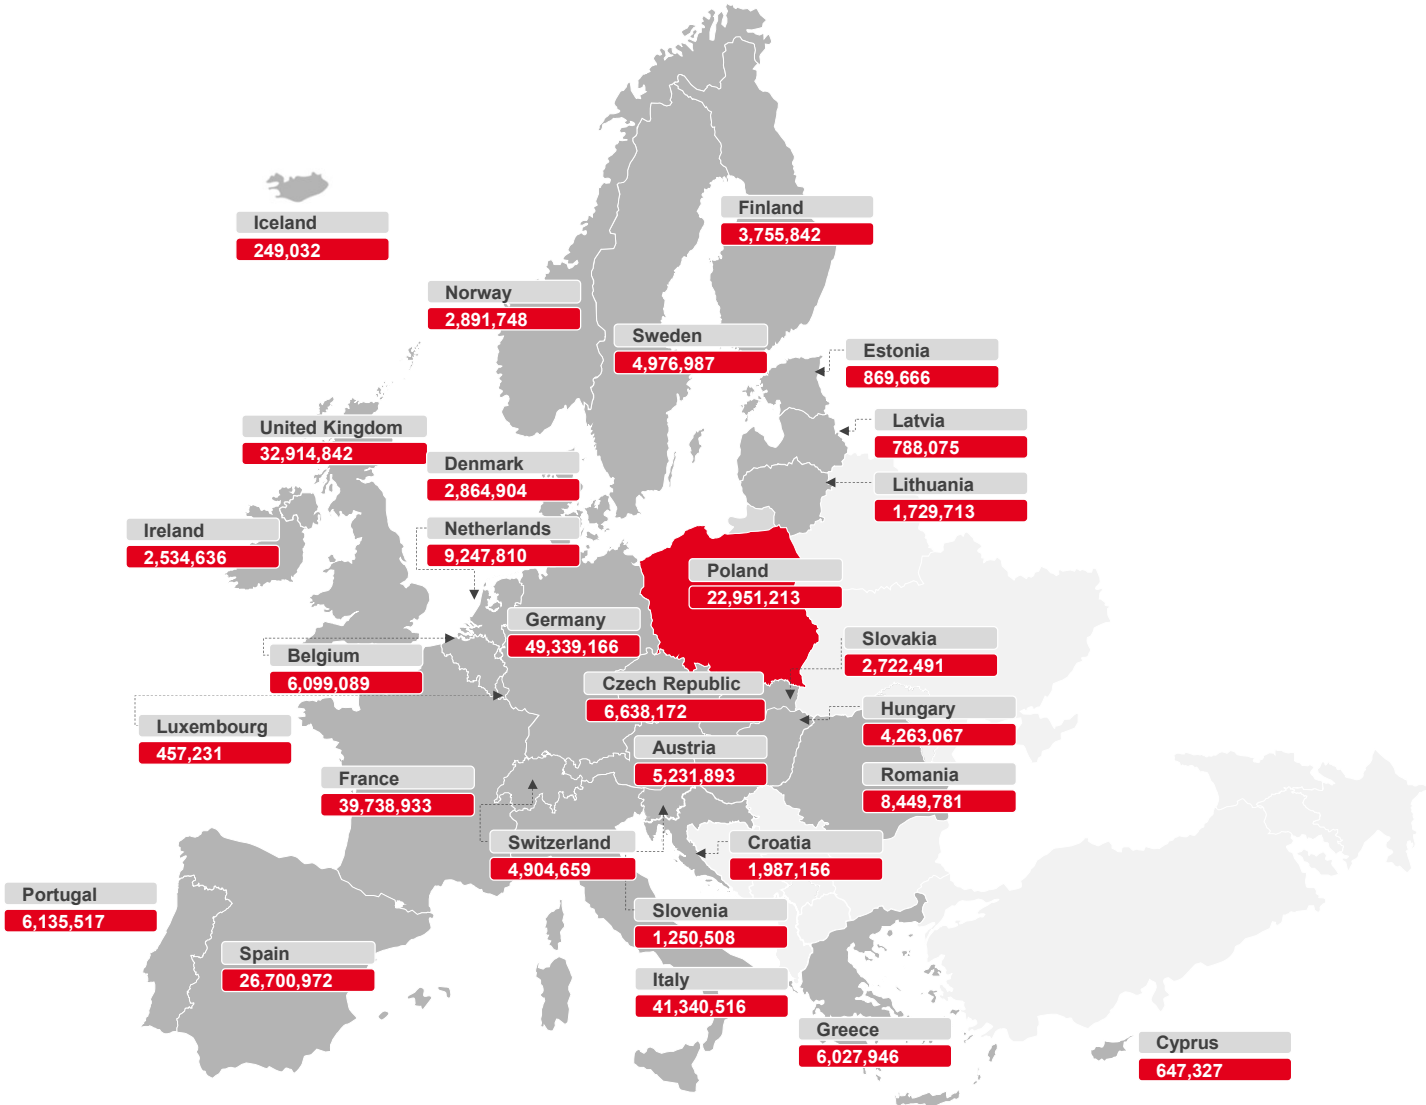 Iceland
249,032
Finland
3,755,842
Norway
2,891,748
Sweden
4,976,987
Estonia
869,666
United Kingdom
32,914,842
Latvia
788,075
Denmark
2,864,904
Lithuania
1,729,713
Ireland
2,534,636
Netherlands
9,247,810
Poland
22,951,213
Germany
49,339,166
Slovakia
2,722,491
Belgium
6,099,089
Czech Republic
6,638,172
Hungary
4,263,067
Luxembourg
457,231
Austria
5,231,893
France
39,738,933
Romania
8,449,781
Switzerland
4,904,659
Croatia
1,987,156
Portugal
6,135,517
Slovenia
1,250,508
Spain
26,700,972
Italy
41,340,516
Greece
6,027,946
Cyprus
647,327